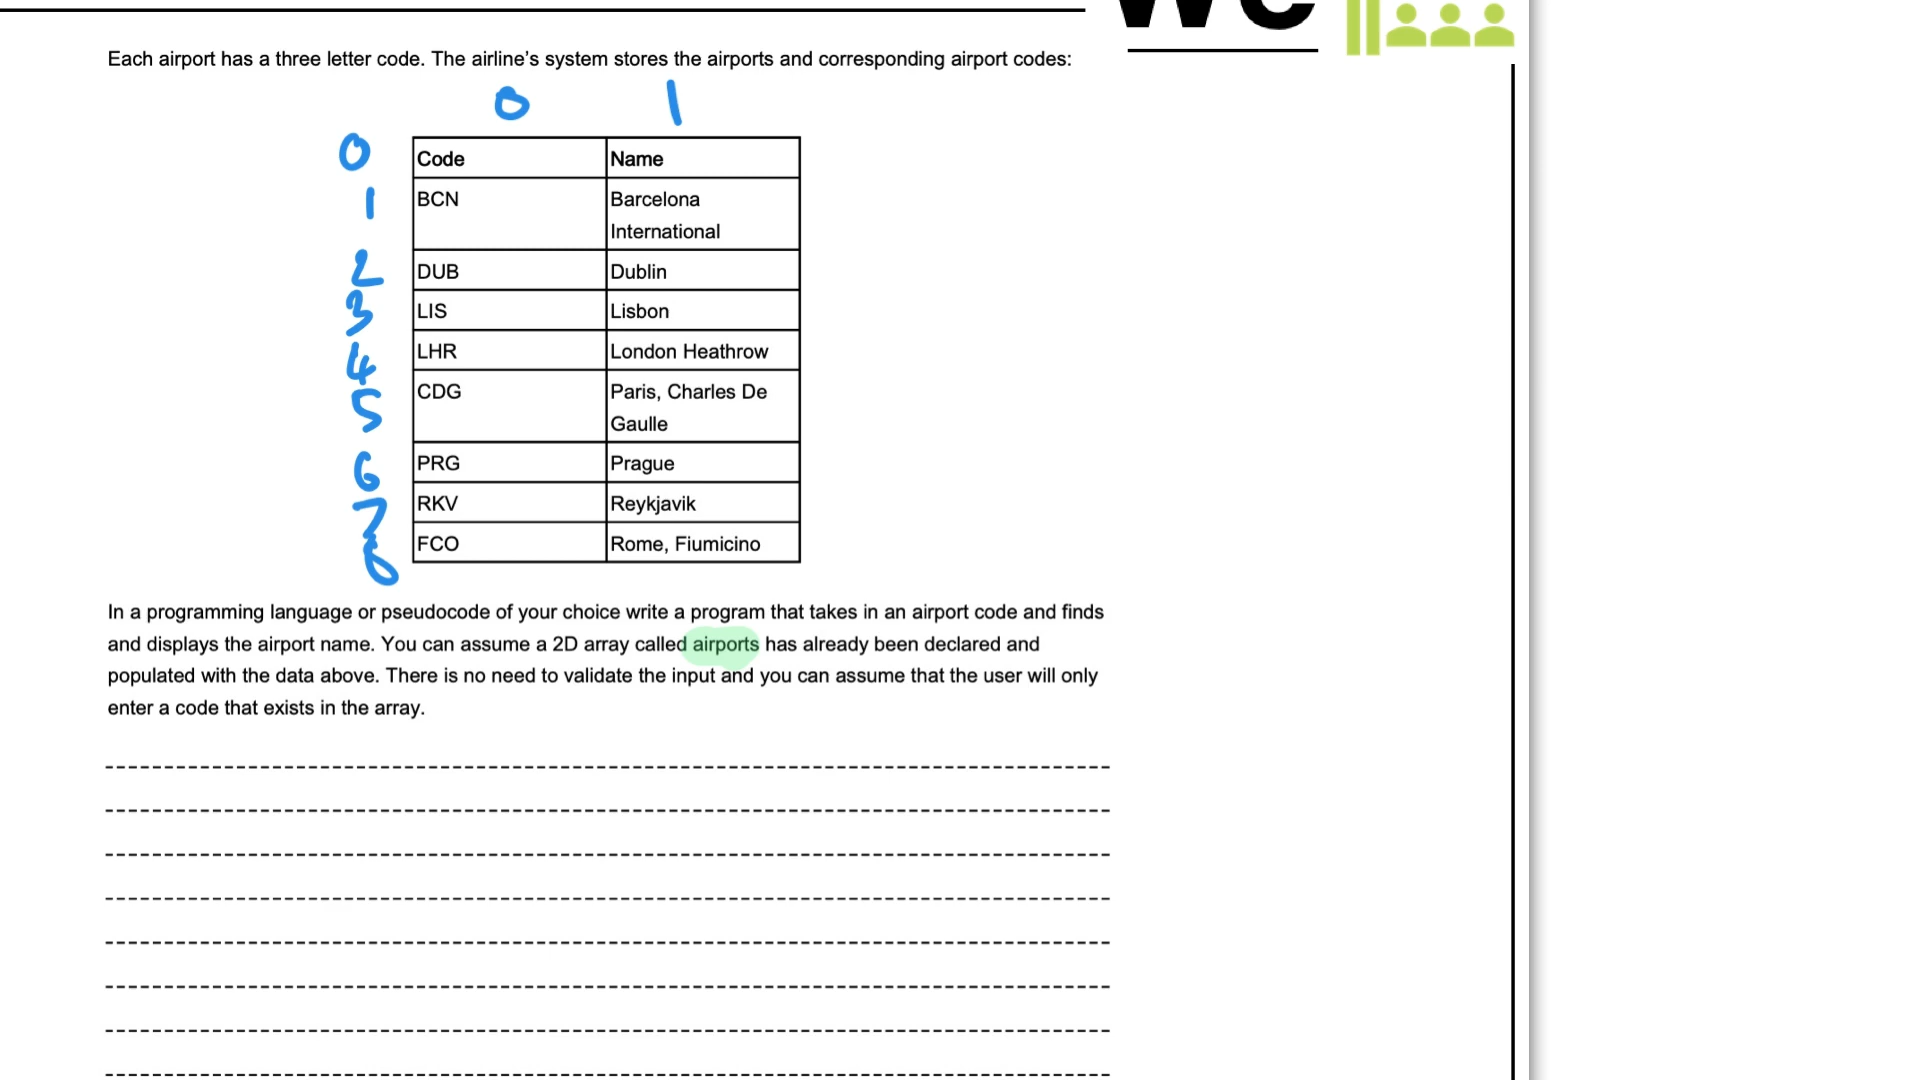 Each airport has a three letter code. The airline's system stores the airports and corresponding airport codes:
0 1
0 Code Name
1 BCN Barcelona
International
2 DUB Dublin
3 LIS Lisbon
4 LHR London Heathrow
5 CDG Paris, Charles De
Gaulle
6 PRG Prague
7 RKV Reykjavik
8 FCO Rome, Fiumicino
In a programming language or pseudocode of your choice write a program that takes in an airport code and finds
and displays the airport name. You can assume a 2D array called airports has already been declared and
populated with the data above. There is no need to validate the input and you can assume that the user will only
enter a code that exists in the array.